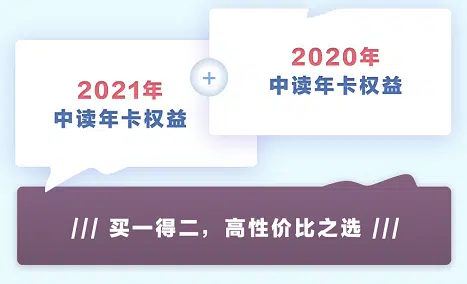 2021年
中读年卡权益
+
2020年
中读年卡权益
/// 买一得二，高性价比之选 ///